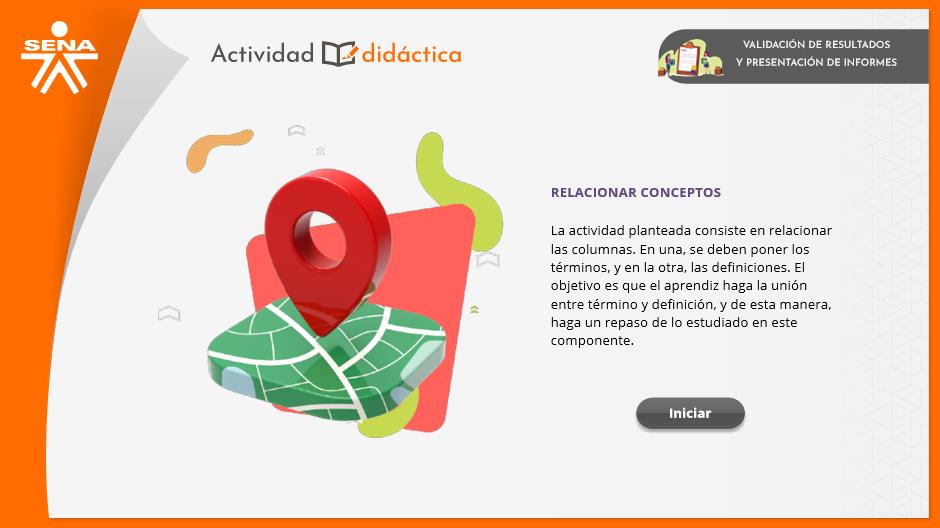 SENA
Actividad didáctica
VALIDACIÓN DE RESULTADOS
Y PRESENTACIÓN DE INFORMES
RELACIONAR CONCEPTOS
La actividad planteada consiste en relacionar
las columnas. En una, se deben poner los
términos, y en la otra, las definiciones. El
objetivo es que el aprendiz haga la unión
entre término y definición, y de esta manera,
haga un repaso de lo estudiado en este
componente.
Iniciar